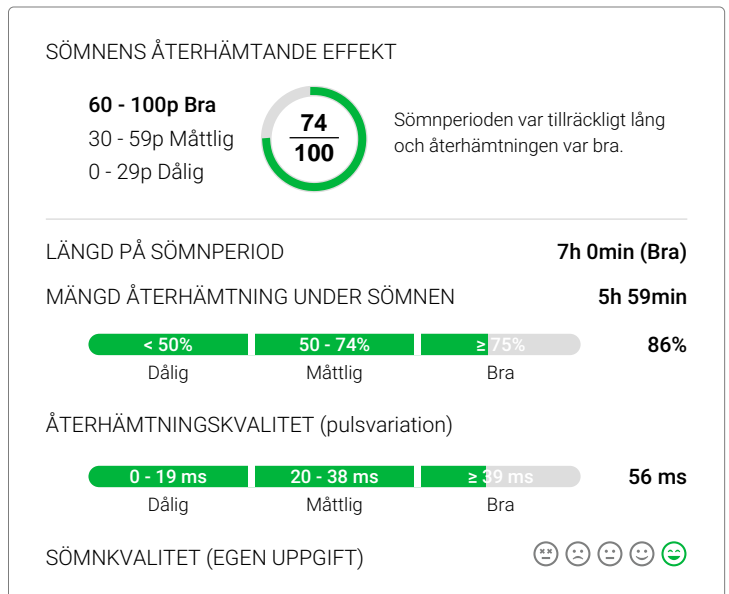 SÖMNENS ÅTERHÄMTANDE EFFEKT
60 - 100p Bra
30 - 59p Måttlig
0 - 29p Dålig
74
100
Sömnperioden var tillräckligt lång
och återhämtningen var bra.
LÄNGD PÅ SÖMNPERIOD 7h 0min (Bra)
MÄNGD ÅTERHÄMTNING UNDER SÖMNEN 5h 59min
< 50% 50 - 74% ≥ 75% 86%
Dålig Måttlig Bra
ÅTERHÄMTNINGSKVALITET (pulsvariation)
0 - 19 ms 20 - 38 ms ≥ 39 ms 56 ms
Dålig Måttlig Bra
SÖMNKVALITET (EGEN UPPGIFT)